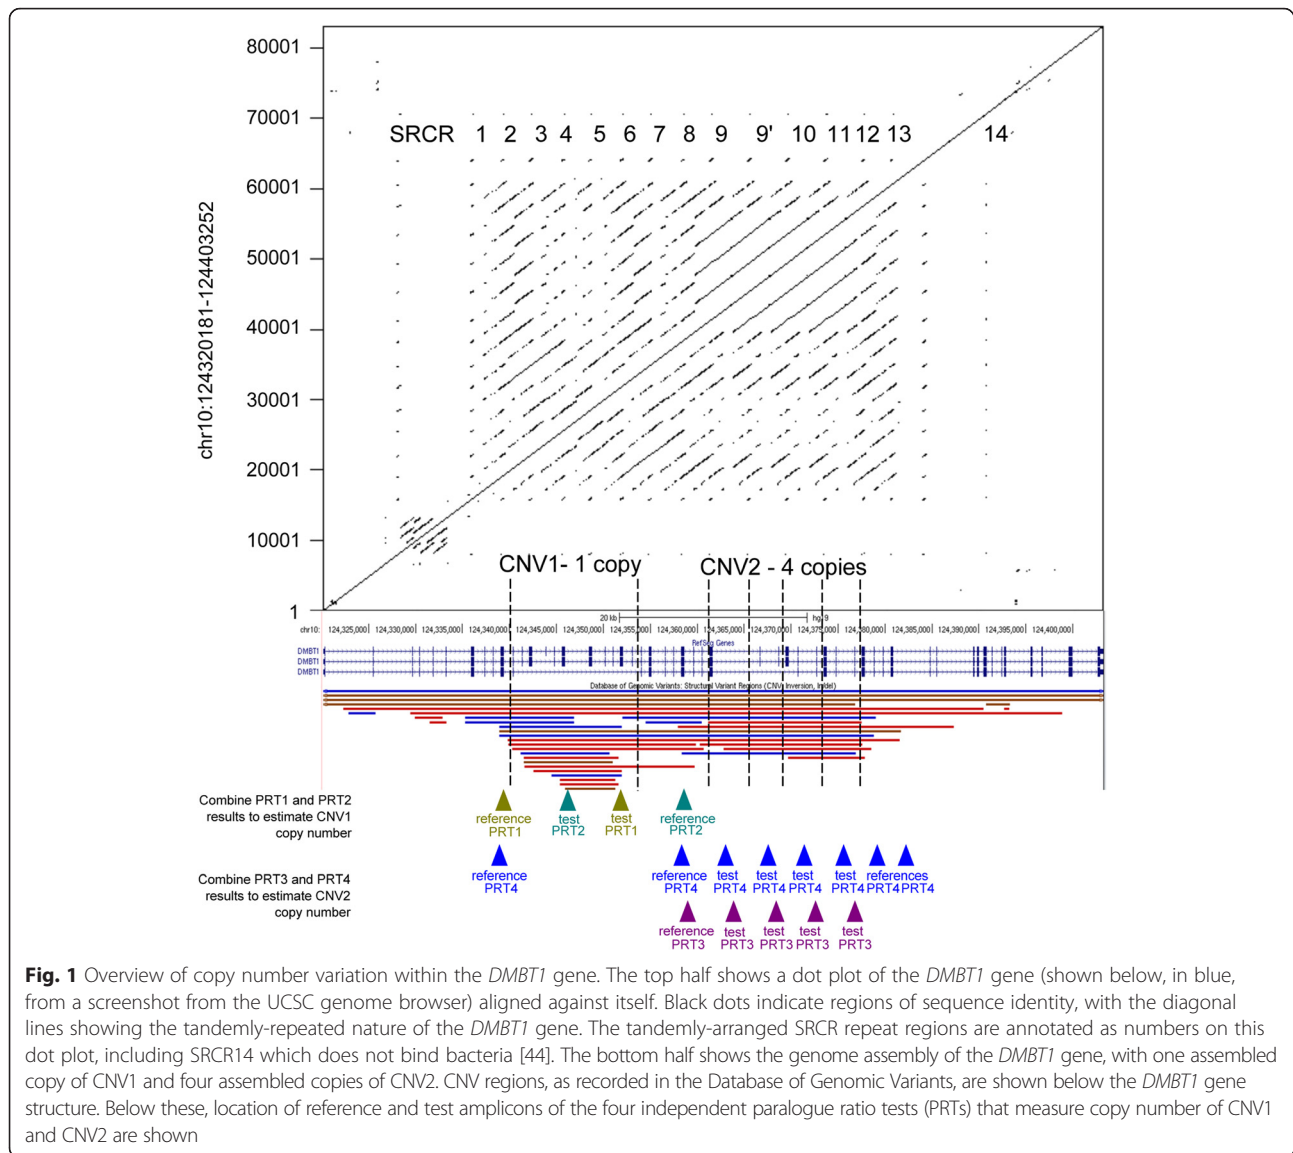 80001
70001
SRCR 1 2 3 4 5 6 7 8 9 9' 10 11 12 13 14
60001
chr10:124320181-124403252
50001
40001
30001
20001
10001
CNV1- 1 copy
CNV2 - 4 copies
1
20 kb
chr10:
124,325,000 124,330,000 124,335,000 124,340,000 124,345,000 124,350,000 124,355,000 124,360,000 124,365,000 124,370,000 124,375,000 124,380,000 124,385,000 124,390,000 124,395,000 124,400,000
RefSeq Genes
DMBT1
DMBT1
DMBT1
Database of Genomic Variants: Structural Variant Regions (CNV, Inversion, In/del)
Combine PRT1 and PRT2
results to estimate CNV1
copy number
reference test test reference
PRT1 PRT2 PRT1 PRT2
Combine PRT3 and PRT4
results to estimate CNV2
copy number
reference reference test test test test references
PRT4 PRT4 PRT4 PRT4 PRT4 PRT4 PRT4 PRT4
reference test test test test
PRT3 PRT3 PRT3 PRT3 PRT3
Fig. 1 Overview of copy number variation within the DMBT1 gene. The top half shows a dot plot of the DMBT1 gene (shown below, in blue,
from a screenshot from the UCSC genome browser) aligned against itself. Black dots indicate regions of sequence identity, with the diagonal
lines showing the tandemly-repeated nature of the DMBT1 gene. The tandemly-arranged SRCR repeat regions are annotated as numbers on this
dot plot, including SRCR14 which does not bind bacteria [44]. The bottom half shows the genome assembly of the DMBT1 gene, with one assembled
copy of CNV1 and four assembled copies of CNV2. CNV regions, as recorded in the Database of Genomic Variants, are shown below the DMBT1 gene
structure. Below these, location of reference and test amplicons of the four independent paralogue ratio tests (PRTs) that measure copy number of CNV1
and CNV2 are shown